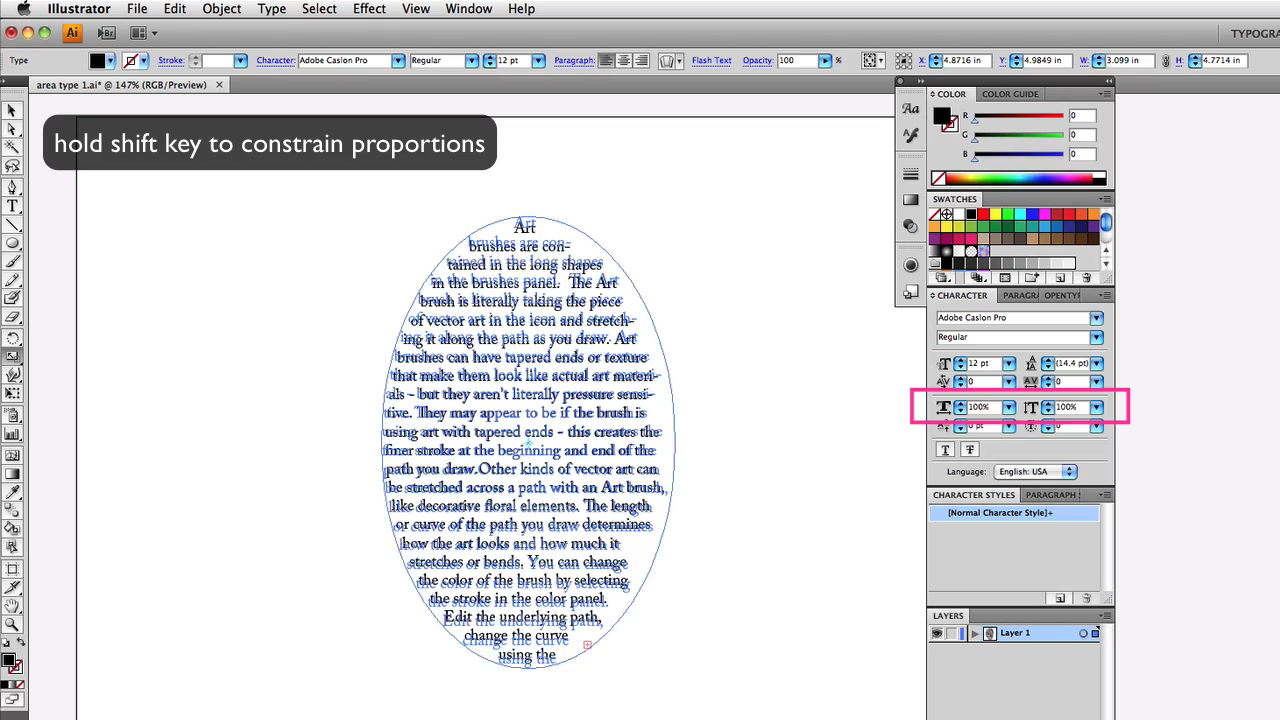 Illustrator File Edit Object Type Select Effect View Window Help
Ai Br TYPOGRA
Type Stroke: Character: Adobe Caslon Pro Regular 12 pt Paragraph: Flash Text Opacity: 100 % X: 4.8716 in Y: 4.9849 in W: 3.099 in H: 4.7714 in
area type 1.ai* @ 147% (RGB/Preview)
hold shift key to constrain proportions
Art
brushes are con-
tained in the long shapes
in the brushes panel. The Art
brush is literally taking the piece
of vector art in the icon and stretch-
ing it along the path as you draw. Art
brushes can have tapered ends or texture
that make them look like actual art materi-
als - but they aren't literally pressure sensi-
tive. They may appear to be if the brush is
using art with tapered ends - this creates the
finer stroke at the beginning and end of the
path you draw.Other kinds of vector art can
be stretched across a path with an Art brush,
like decorative floral elements. The length
or curve of the path you draw determines
how the art looks and how much it
stretches or bends. You can change
the color of the brush by selecting
the stroke in the color panel.
Edit the underlying path,
change the curve
using the
COLOR COLOR GUIDE
R 0
G 0
B 0
SWATCHES
CHARACTER PARAGRA OPENTYI
Adobe Caslon Pro
Regular
12 pt (14.4 pt)
0 0
100% 100%
0 pt 0
Language: English: USA
CHARACTER STYLES PARAGRAPH
[Normal Character Style]+
LAYERS
Layer 1